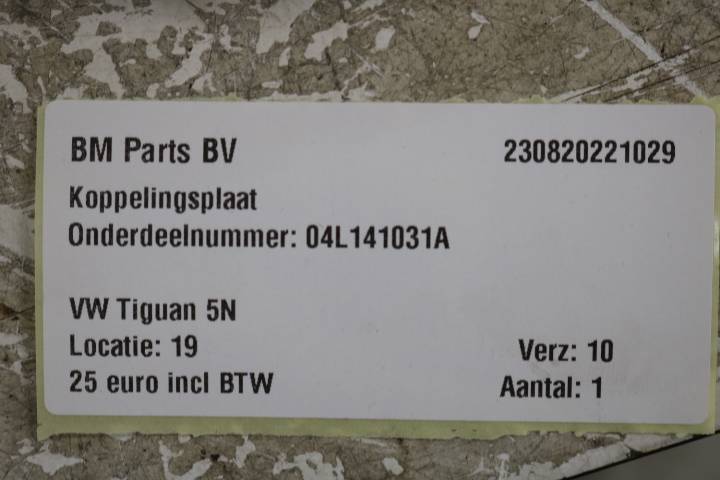 BM Parts BV 230820221029
Koppelingsplaat
Onderdeelnummer: 04L141031A
VW Tiguan 5N
Locatie: 19 Verz: 10
25 euro incl BTW Aantal: 1